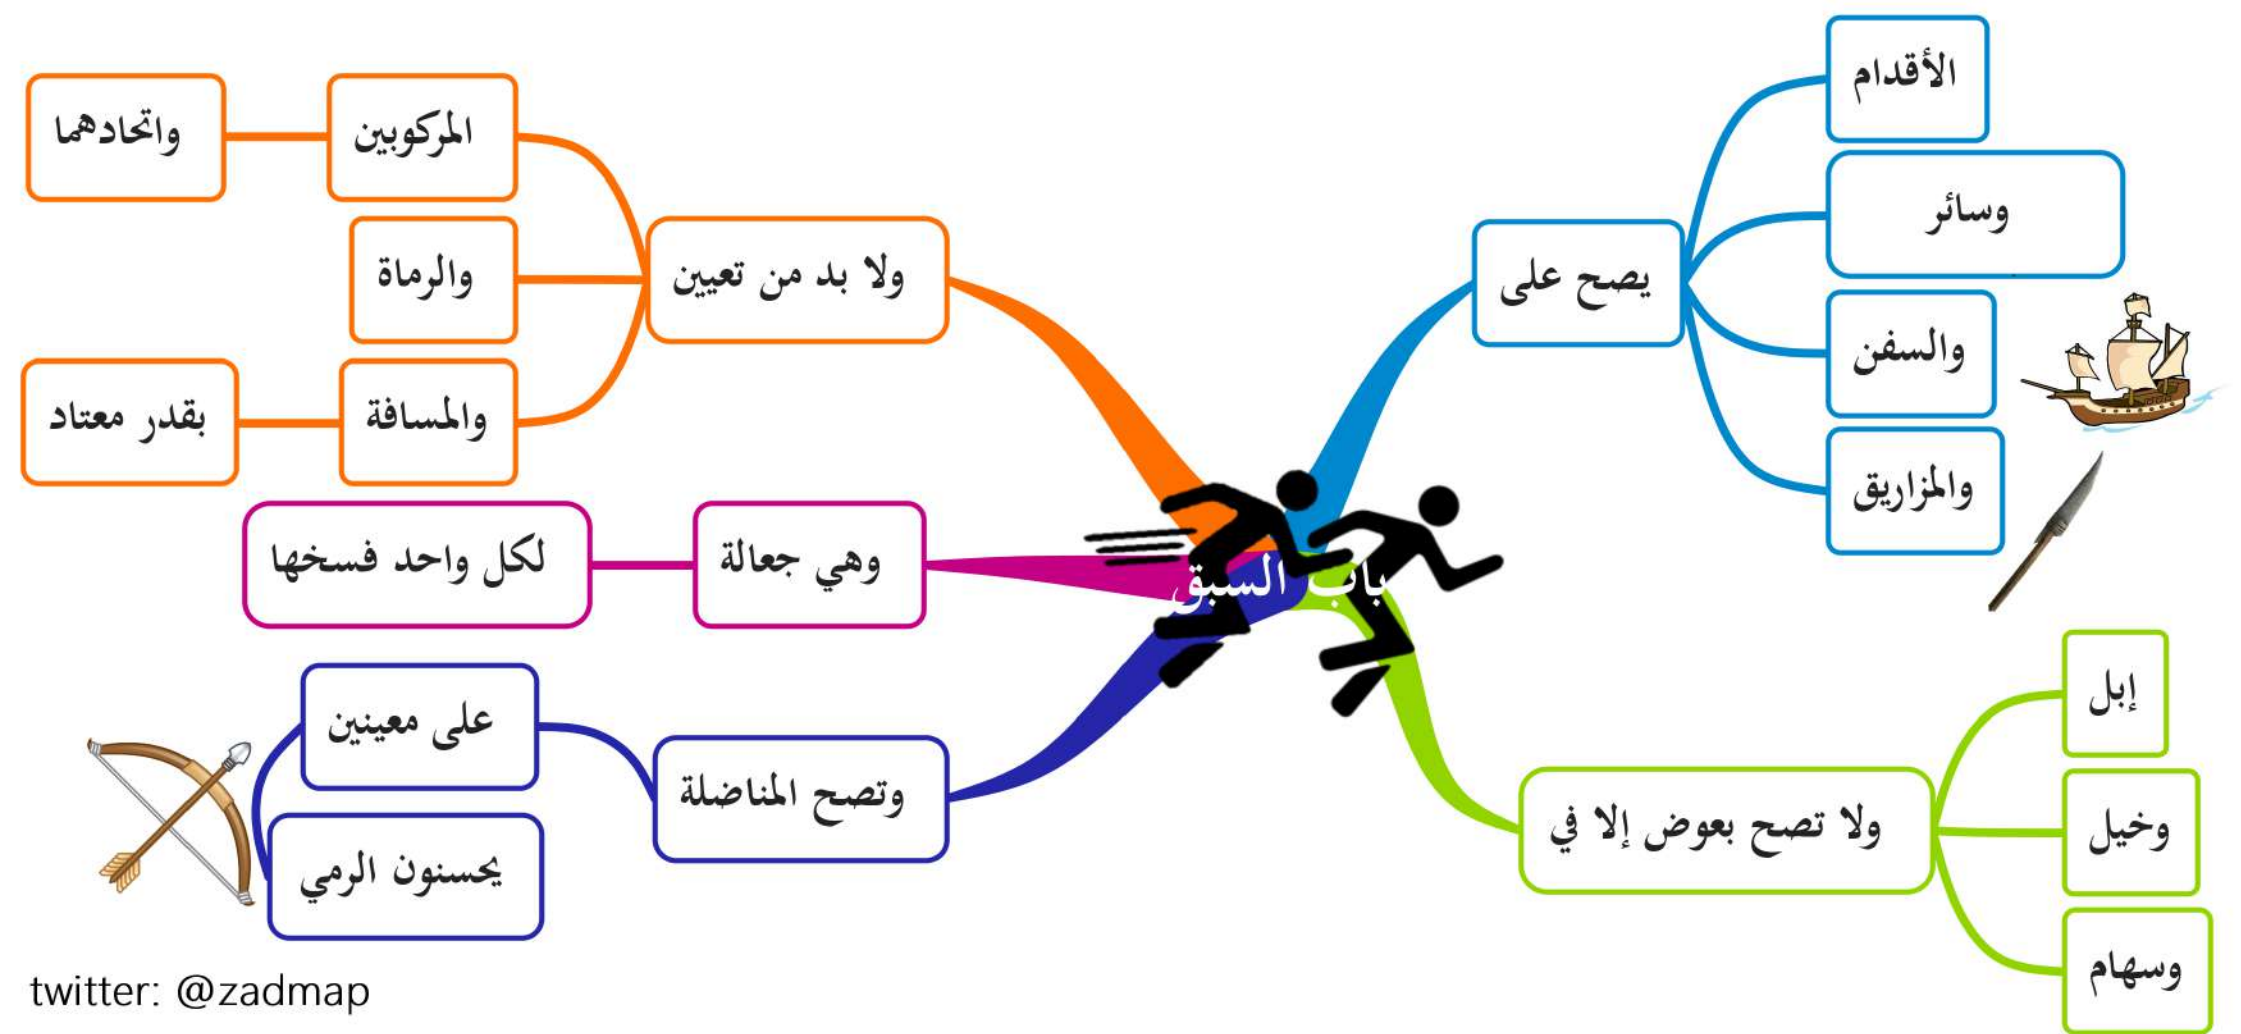 باب السبق
يصح على
الأقدام
وسائر
والسفن
والمزاريق
ولا تصح بعوض إلا في
إبل
وخيل
وسهام
ولا بد من تعيين
المركوبين
واتحادهما
والرماة
والمسافة
بقدر معتاد
وهي جعالة
لكل واحد فسخها
وتصح المناضلة
على معينين
يحسنون الرمي
twitter: @zadmap